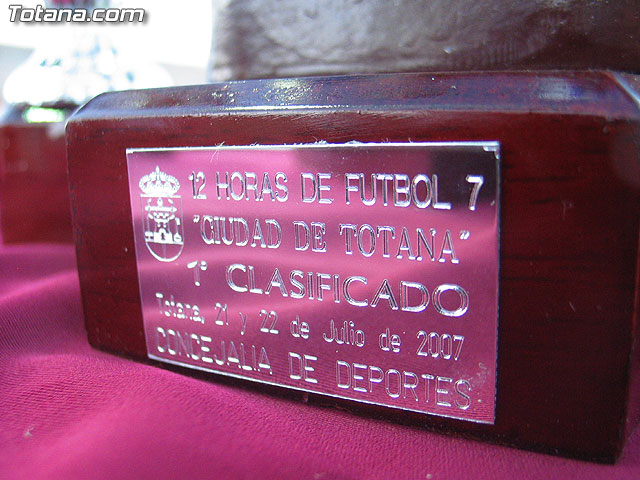 Totana.com
12 HORAS DE FUTBOL 7
"CIUDAD DE TOTANA"
1º CLASIFICADO
Totana, 21 y 22 de Julio de 2007
CONCEJALIA DE DEPORTES